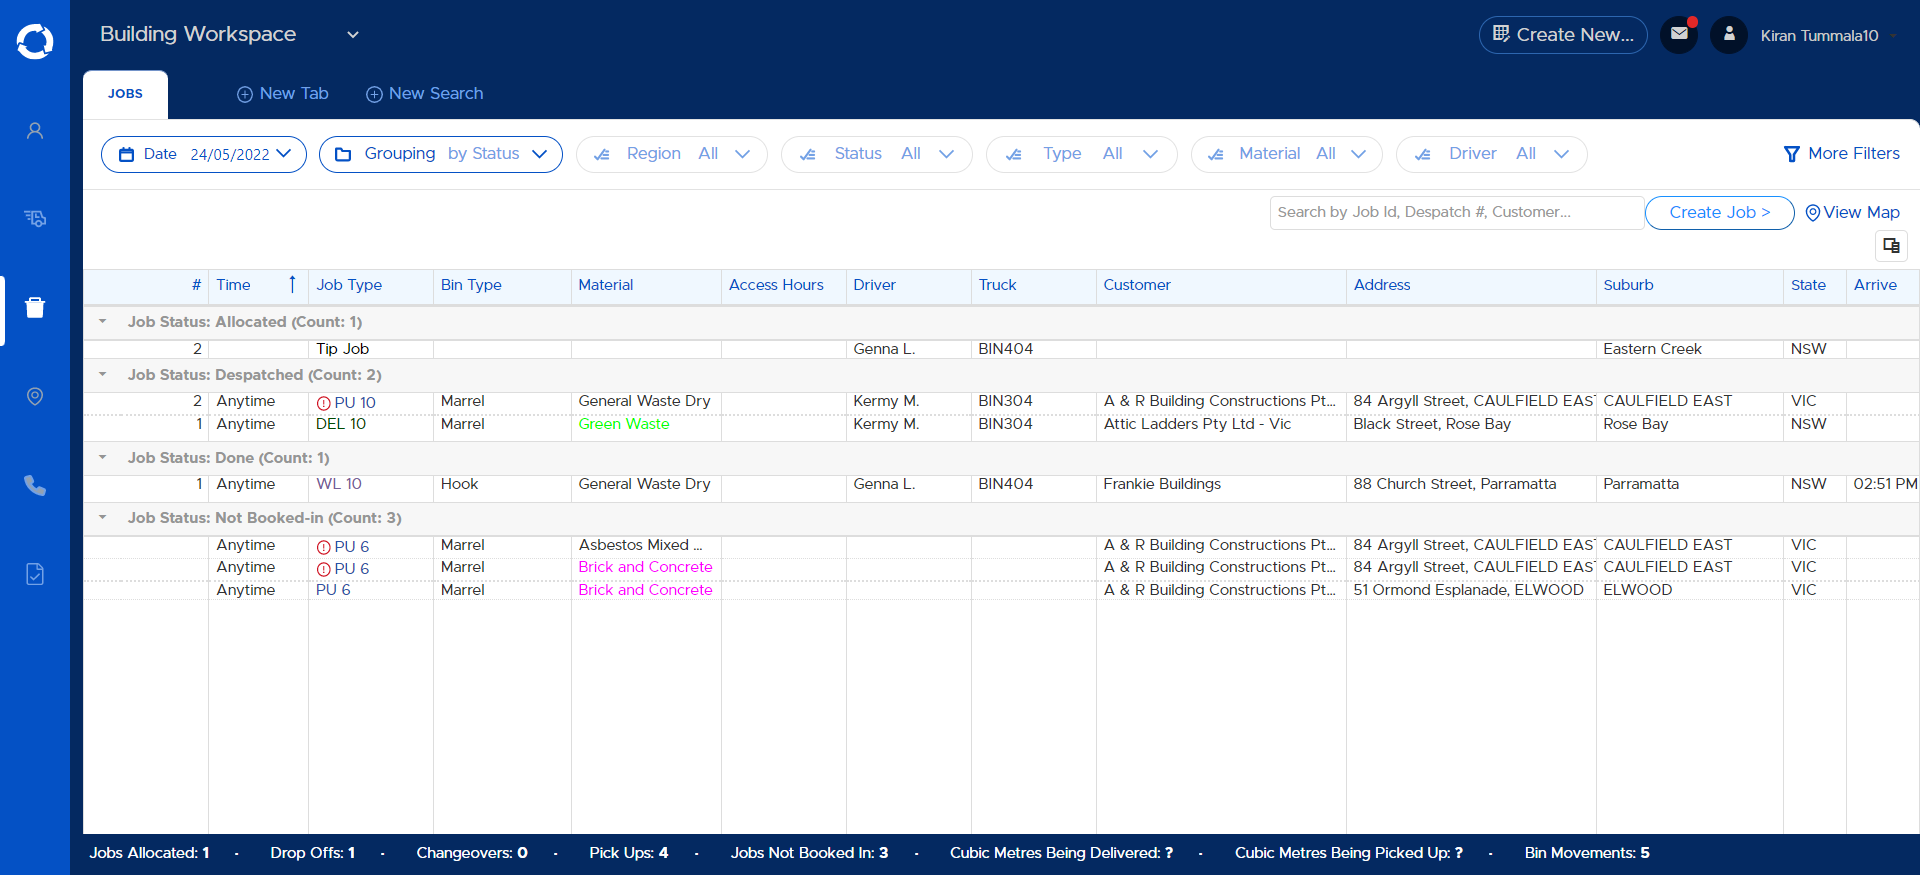 Building Workspace
Create New...
Kiran Tummala10
JOBS
New Tab
New Search
Date 24/05/2022
Grouping by Status
Region All
Status All
Type All
Material All
Driver All
More Filters
Search by Job Id, Despatch #, Customer...
Create Job >
View Map
# Time Job Type Bin Type Material Access Hours Driver Truck Customer Address Suburb State Arrive
Job Status: Allocated (Count: 1)
2 Tip Job Genna L. BIN404 Eastern Creek NSW
Job Status: Despatched (Count: 2)
2 Anytime PU 10 Marrel General Waste Dry Kermy M. BIN304 A & R Building Constructions Pt... 84 Argyll Street, CAULFIELD EAST CAULFIELD EAST VIC
1 Anytime DEL 10 Marrel Green Waste Kermy M. BIN304 Attic Ladders Pty Ltd - Vic Black Street, Rose Bay Rose Bay NSW
Job Status: Done (Count: 1)
1 Anytime WL 10 Hook General Waste Dry Genna L. BIN404 Frankie Buildings 88 Church Street, Parramatta Parramatta NSW 02:51 PM
Job Status: Not Booked-in (Count: 3)
Anytime PU 6 Marrel Asbestos Mixed ... A & R Building Constructions Pt... 84 Argyll Street, CAULFIELD EAST CAULFIELD EAST VIC
Anytime PU 6 Marrel Brick and Concrete A & R Building Constructions Pt... 84 Argyll Street, CAULFIELD EAST CAULFIELD EAST VIC
Anytime PU 6 Marrel Brick and Concrete A & R Building Constructions Pt... 51 Ormond Esplanade, ELWOOD ELWOOD VIC
Jobs Allocated: 1 - Drop Offs: 1 - Changeovers: 0 - Pick Ups: 4 - Jobs Not Booked In: 3 - Cubic Metres Being Delivered: ? - Cubic Metres Being Picked Up: ? - Bin Movements: 5